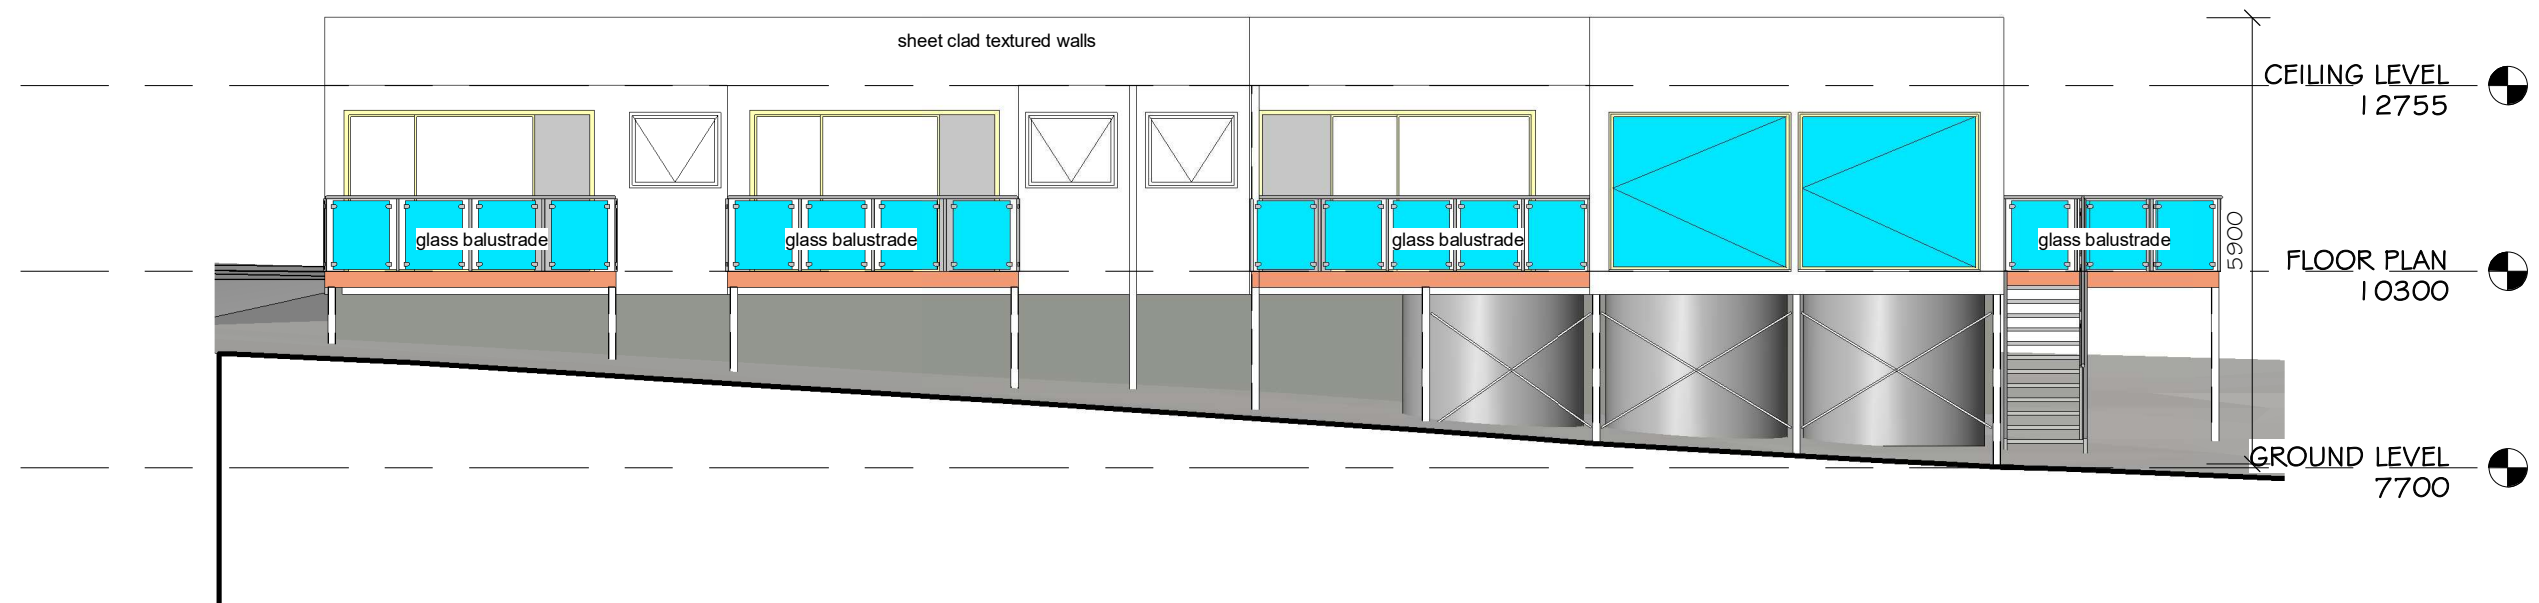 sheet clad textured walls
CEILING LEVEL
12755
glass balustrade
glass balustrade
glass balustrade
glass balustrade
5900
FLOOR PLAN
10300
GROUND LEVEL
7700